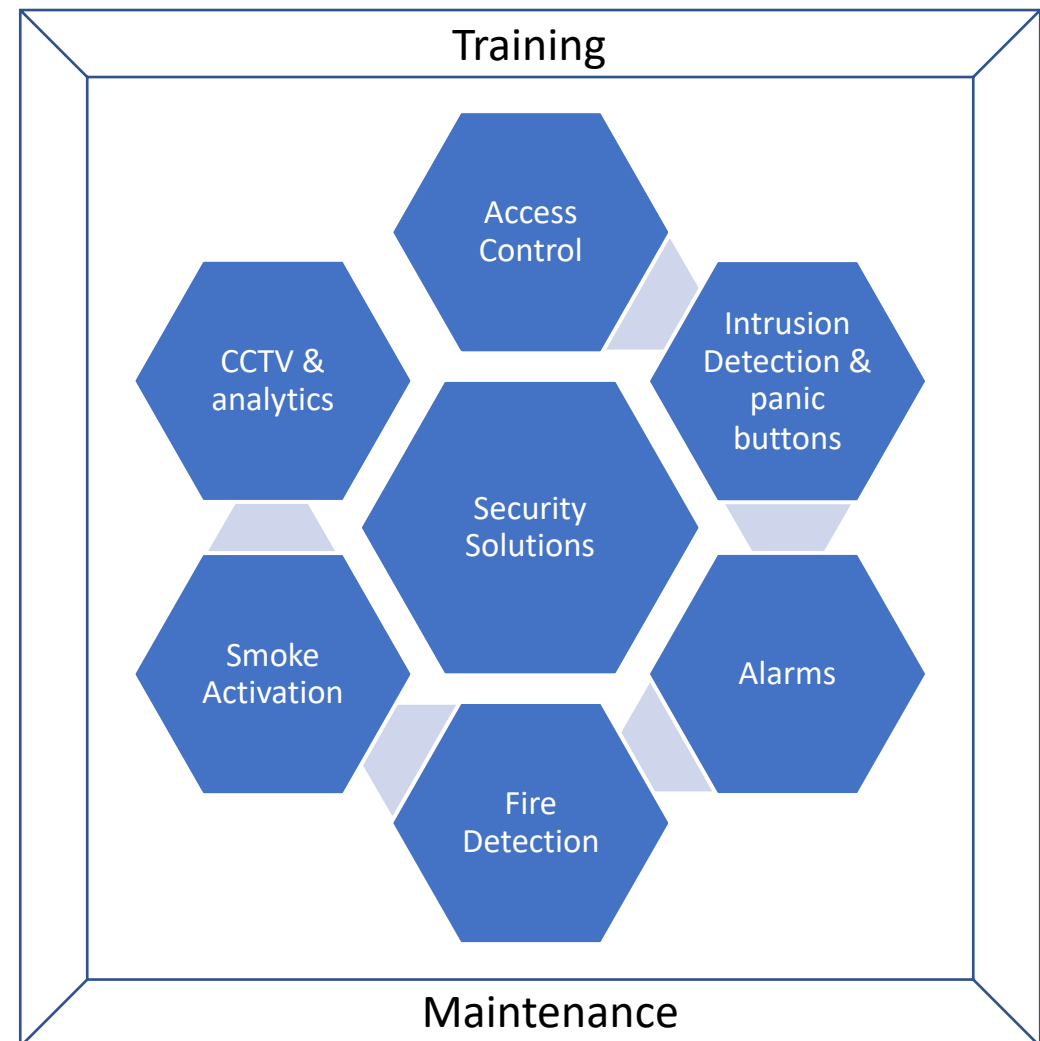 Training
Access
Control
Intrusion
Detection &
panic
buttons
CCTV &
analytics
Security
Solutions
Smoke
Activation
Alarms
Fire
Detection
Maintenance